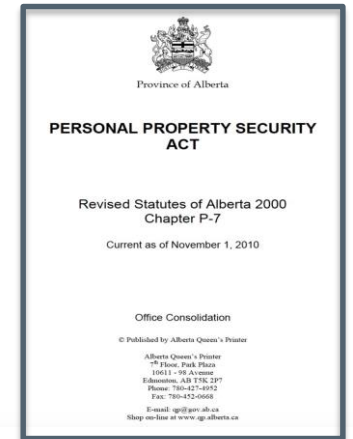 Province of Alberta
PERSONAL PROPERTY SECURITY
ACT
Revised Statutes of Alberta 2000
Chapter P-7
Current as of November 1, 2010
Office Consolidation
© Published by Alberta Queen's Printer
Alberta Queen's Printer
7th Floor, Park Plaza
10611 - 98 Avenue
Edmonton, AB T5K 2P7
Phone: 780-427-4952
Fax: 780-452-0668
E-mail: qp@gov.ab.ca
Shop on-line at www.qp.alberta.ca